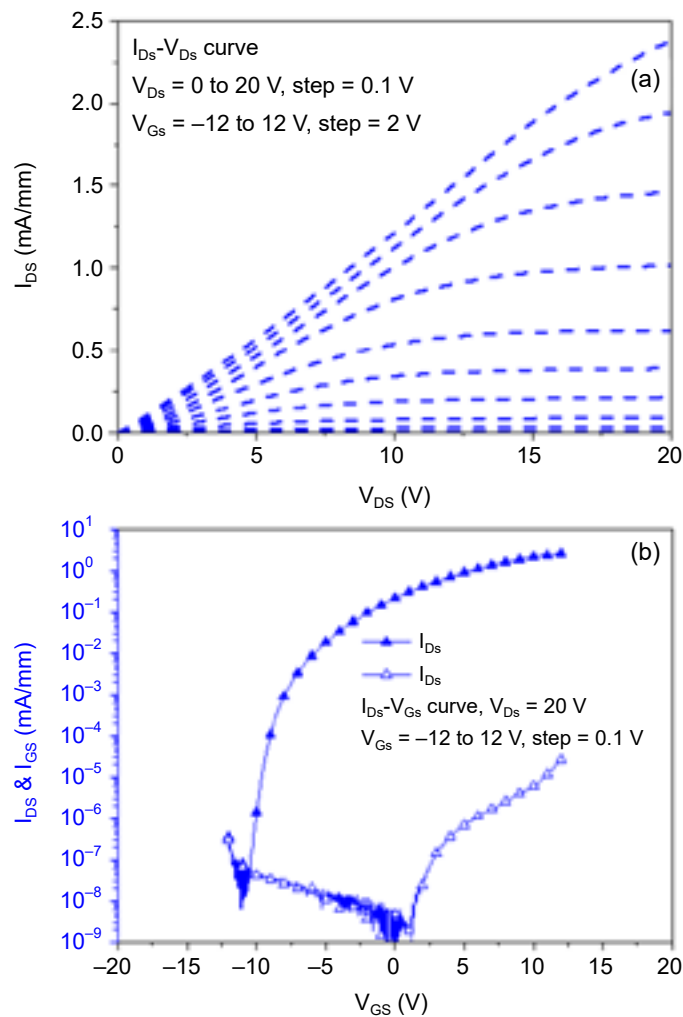 2.5
2.0
1.5
1.0
0.5
0.0
I_DS (mA/mm)
I_Ds-V_Ds curve
V_Ds = 0 to 20 V, step = 0.1 V
V_Gs = –12 to 12 V, step = 2 V
(a)
0 5 10 15 20
V_DS (V)
10^1
10^0
10^–1
10^–2
10^–3
10^–4
10^–5
10^–6
10^–7
10^–8
10^–9
I_DS & I_GS (mA/mm)
(b)
I_Ds
I_Ds
I_Ds-V_Gs curve, V_Ds = 20 V
V_Gs = –12 to 12 V, step = 0.1 V
–20 –15 –10 –5 0 5 10 15 20
V_GS (V)